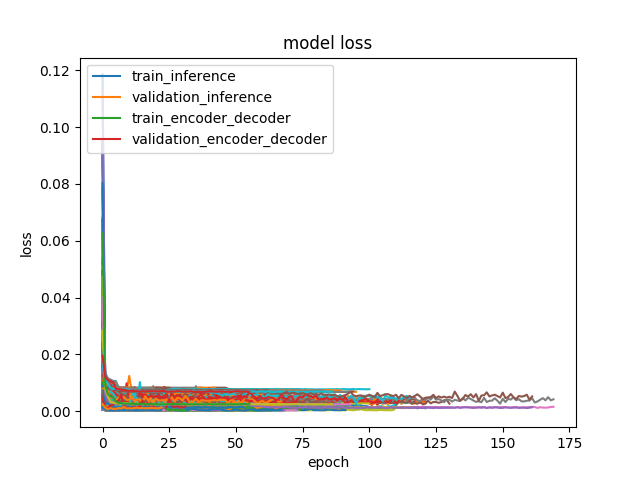 model loss
train_inference
validation_inference
train_encoder_decoder
validation_encoder_decoder
0.12
0.10
0.08
0.06
0.04
0.02
0.00
loss
0 25 50 75 100 125 150 175
epoch